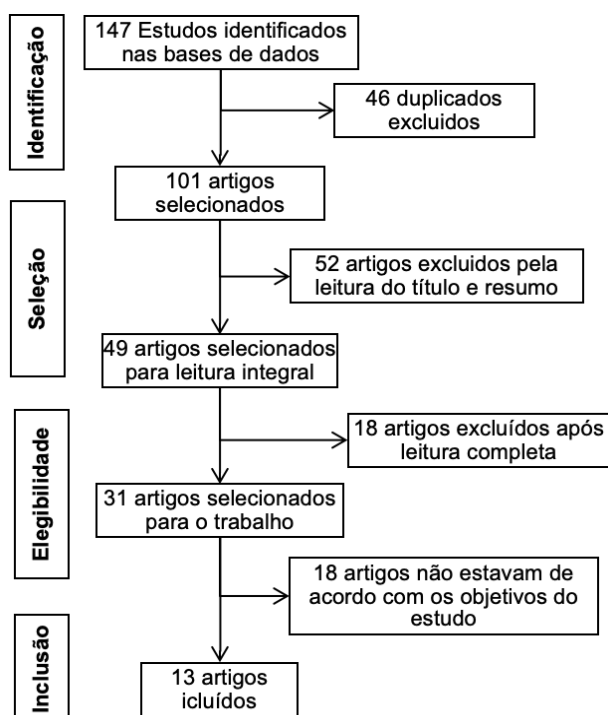 Identificação
147 Estudos identificados
nas bases de dados
46 duplicados
excluidos
101 artigos
selecionados
Seleção
52 artigos excluidos pela
leitura do título e resumo
49 artigos selecionados
para leitura integral
Elegibilidade
18 artigos excluídos após
leitura completa
31 artigos selecionados
para o trabalho
18 artigos não estavam de
acordo com os objetivos do
estudo
Inclusão
13 artigos
icluídos